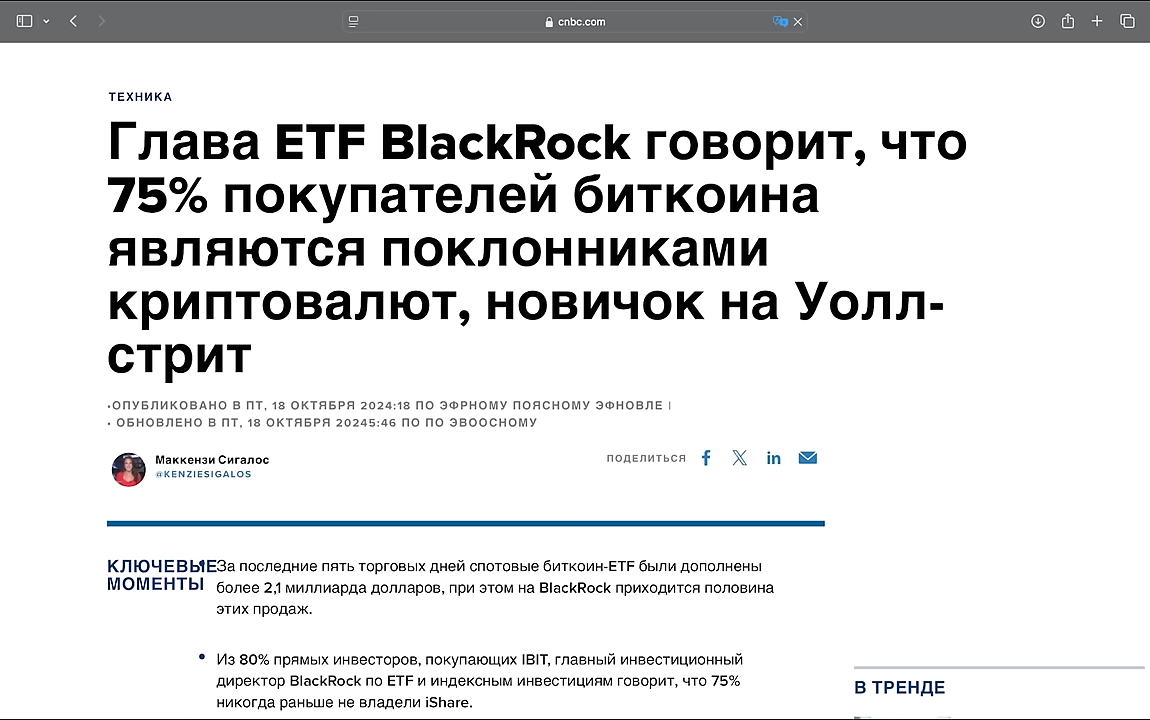 cnbc.com
ТЕХНИКА
Глава ETF BlackRock говорит, что
75% покупателей биткоина
являются поклонниками
криптовалют, новичок на Уолл-
стрит
•ОПУБЛИКОВАНО В ПТ, 18 ОКТЯБРЯ 2024:18 ПО ЭФРНОМУ ПОЯСНОМУ ЭФНОВЛЕ |
• ОБНОВЛЕНО В ПТ, 18 ОКТЯБРЯ 20245:46 ПО ПО ЭВООСНОМУ
Маккензи Сигалос
@KENZIESIGALOS
ПОДЕЛИТЬСЯ
КЛЮЧЕВЫЕ
МОМЕНТЫ
• За последние пять торговых дней спотовые биткоин-ETF были дополнены
более 2,1 миллиарда долларов, при этом на BlackRock приходится половина
этих продаж.
• Из 80% прямых инвесторов, покупающих IBIT, главный инвестиционный
директор BlackRock по ETF и индексным инвестициям говорит, что 75%
никогда раньше не владели iShare.
В ТРЕНДЕ